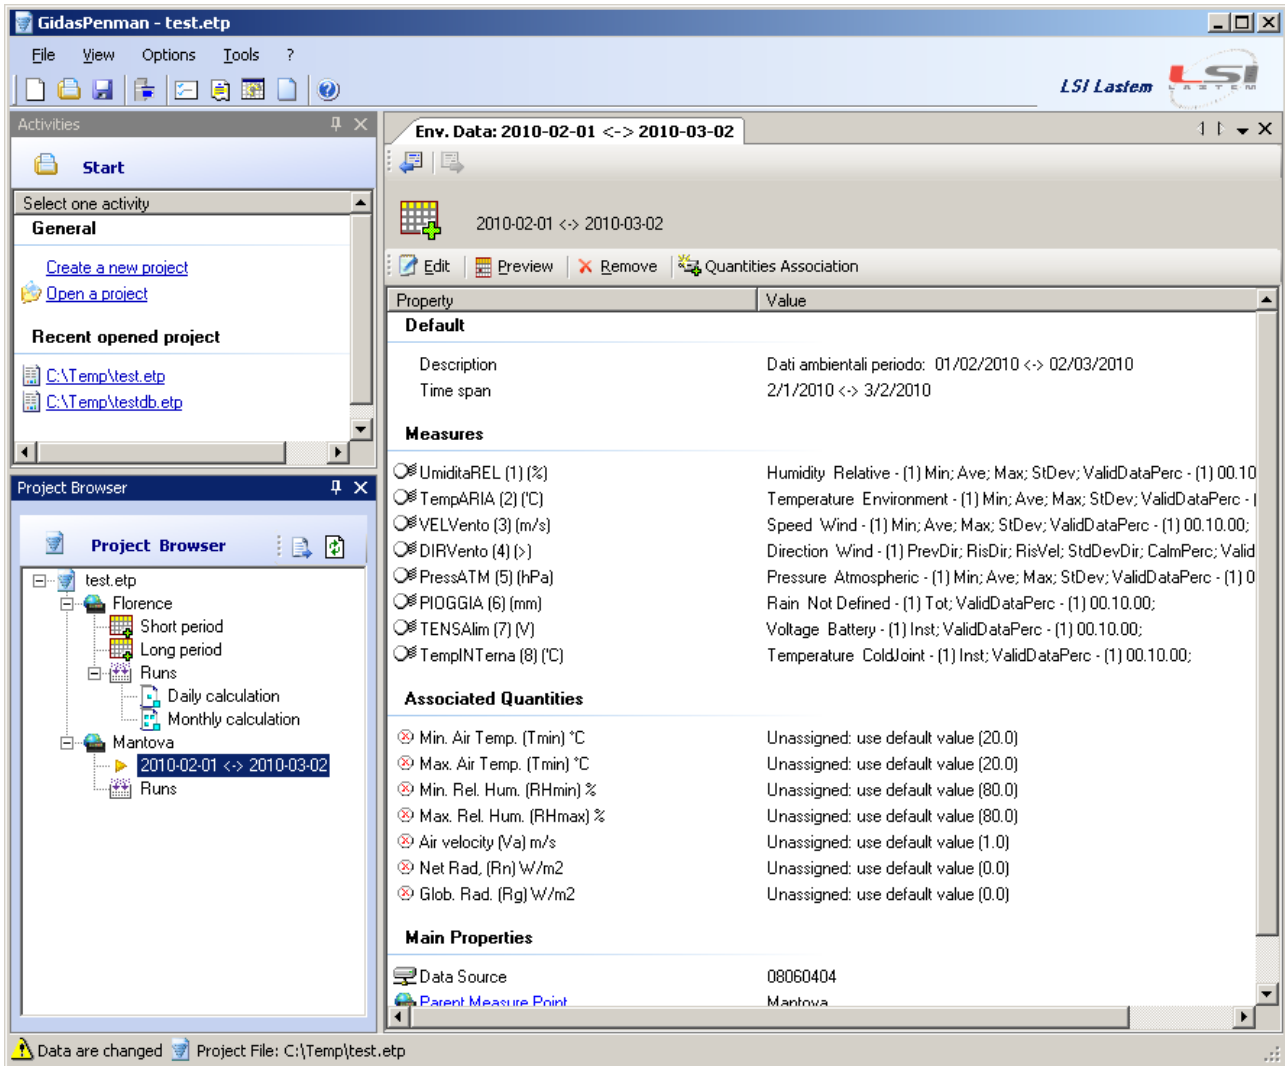 GidasPenman - test.etp
File View Options Tools ?
LSI Lastem
LSI
LASTEM
Activities
Start
Select one activity
General
Create a new project
Open a project
Recent opened project
C:\Temp\test.etp
C:\Temp\testdb.etp
Project Browser
Project Browser
test.etp
Florence
Short period
Long period
Runs
Daily calculation
Monthly calculation
Mantova
2010-02-01 <-> 2010-03-02
Runs
Env. Data: 2010-02-01 <-> 2010-03-02
2010-02-01 <-> 2010-03-02
Edit Preview Remove Quantities Association
Property Value
Default
Description Dati ambientali periodo: 01/02/2010 <-> 02/03/2010
Time span 2/1/2010 <-> 3/2/2010
Measures
UmiditaREL (1) (%) Humidity Relative - (1) Min; Ave; Max; StDev; ValidDataPerc - (1) 00.10
TempARIA (2) (°C) Temperature Environment - (1) Min; Ave; Max; StDev; ValidDataPerc - (
VELVento (3) (m/s) Speed Wind - (1) Min; Ave; Max; StDev; ValidDataPerc - (1) 00.10.00;
DIRVento (4) (>) Direction Wind - (1) PrevDir; RisDir; RisVel; StdDevDir; CalmPerc; Valid
PressATM (5) (hPa) Pressure Atmospheric - (1) Min; Ave; Max; StDev; ValidDataPerc - (1) 0
PIOGGIA (6) (mm) Rain Not Defined - (1) Tot; ValidDataPerc - (1) 00.10.00;
TENSAlim (7) (V) Voltage Battery - (1) Inst; ValidDataPerc - (1) 00.10.00;
TempINTerna (8) (°C) Temperature ColdJoint - (1) Inst; ValidDataPerc - (1) 00.10.00;
Associated Quantities
Min. Air Temp. (Tmin) °C Unassigned: use default value (20.0)
Max. Air Temp. (Tmin) °C Unassigned: use default value (20.0)
Min. Rel. Hum. (RHmin) % Unassigned: use default value (80.0)
Max. Rel. Hum. (RHmax) % Unassigned: use default value (80.0)
Air velocity (Va) m/s Unassigned: use default value (1.0)
Net Rad, (Rn) W/m2 Unassigned: use default value (0.0)
Glob. Rad. (Rg) W/m2 Unassigned: use default value (0.0)
Main Properties
Data Source 08060404
Parent Measure Point Mantova
Data are changed Project File: C:\Temp\test.etp